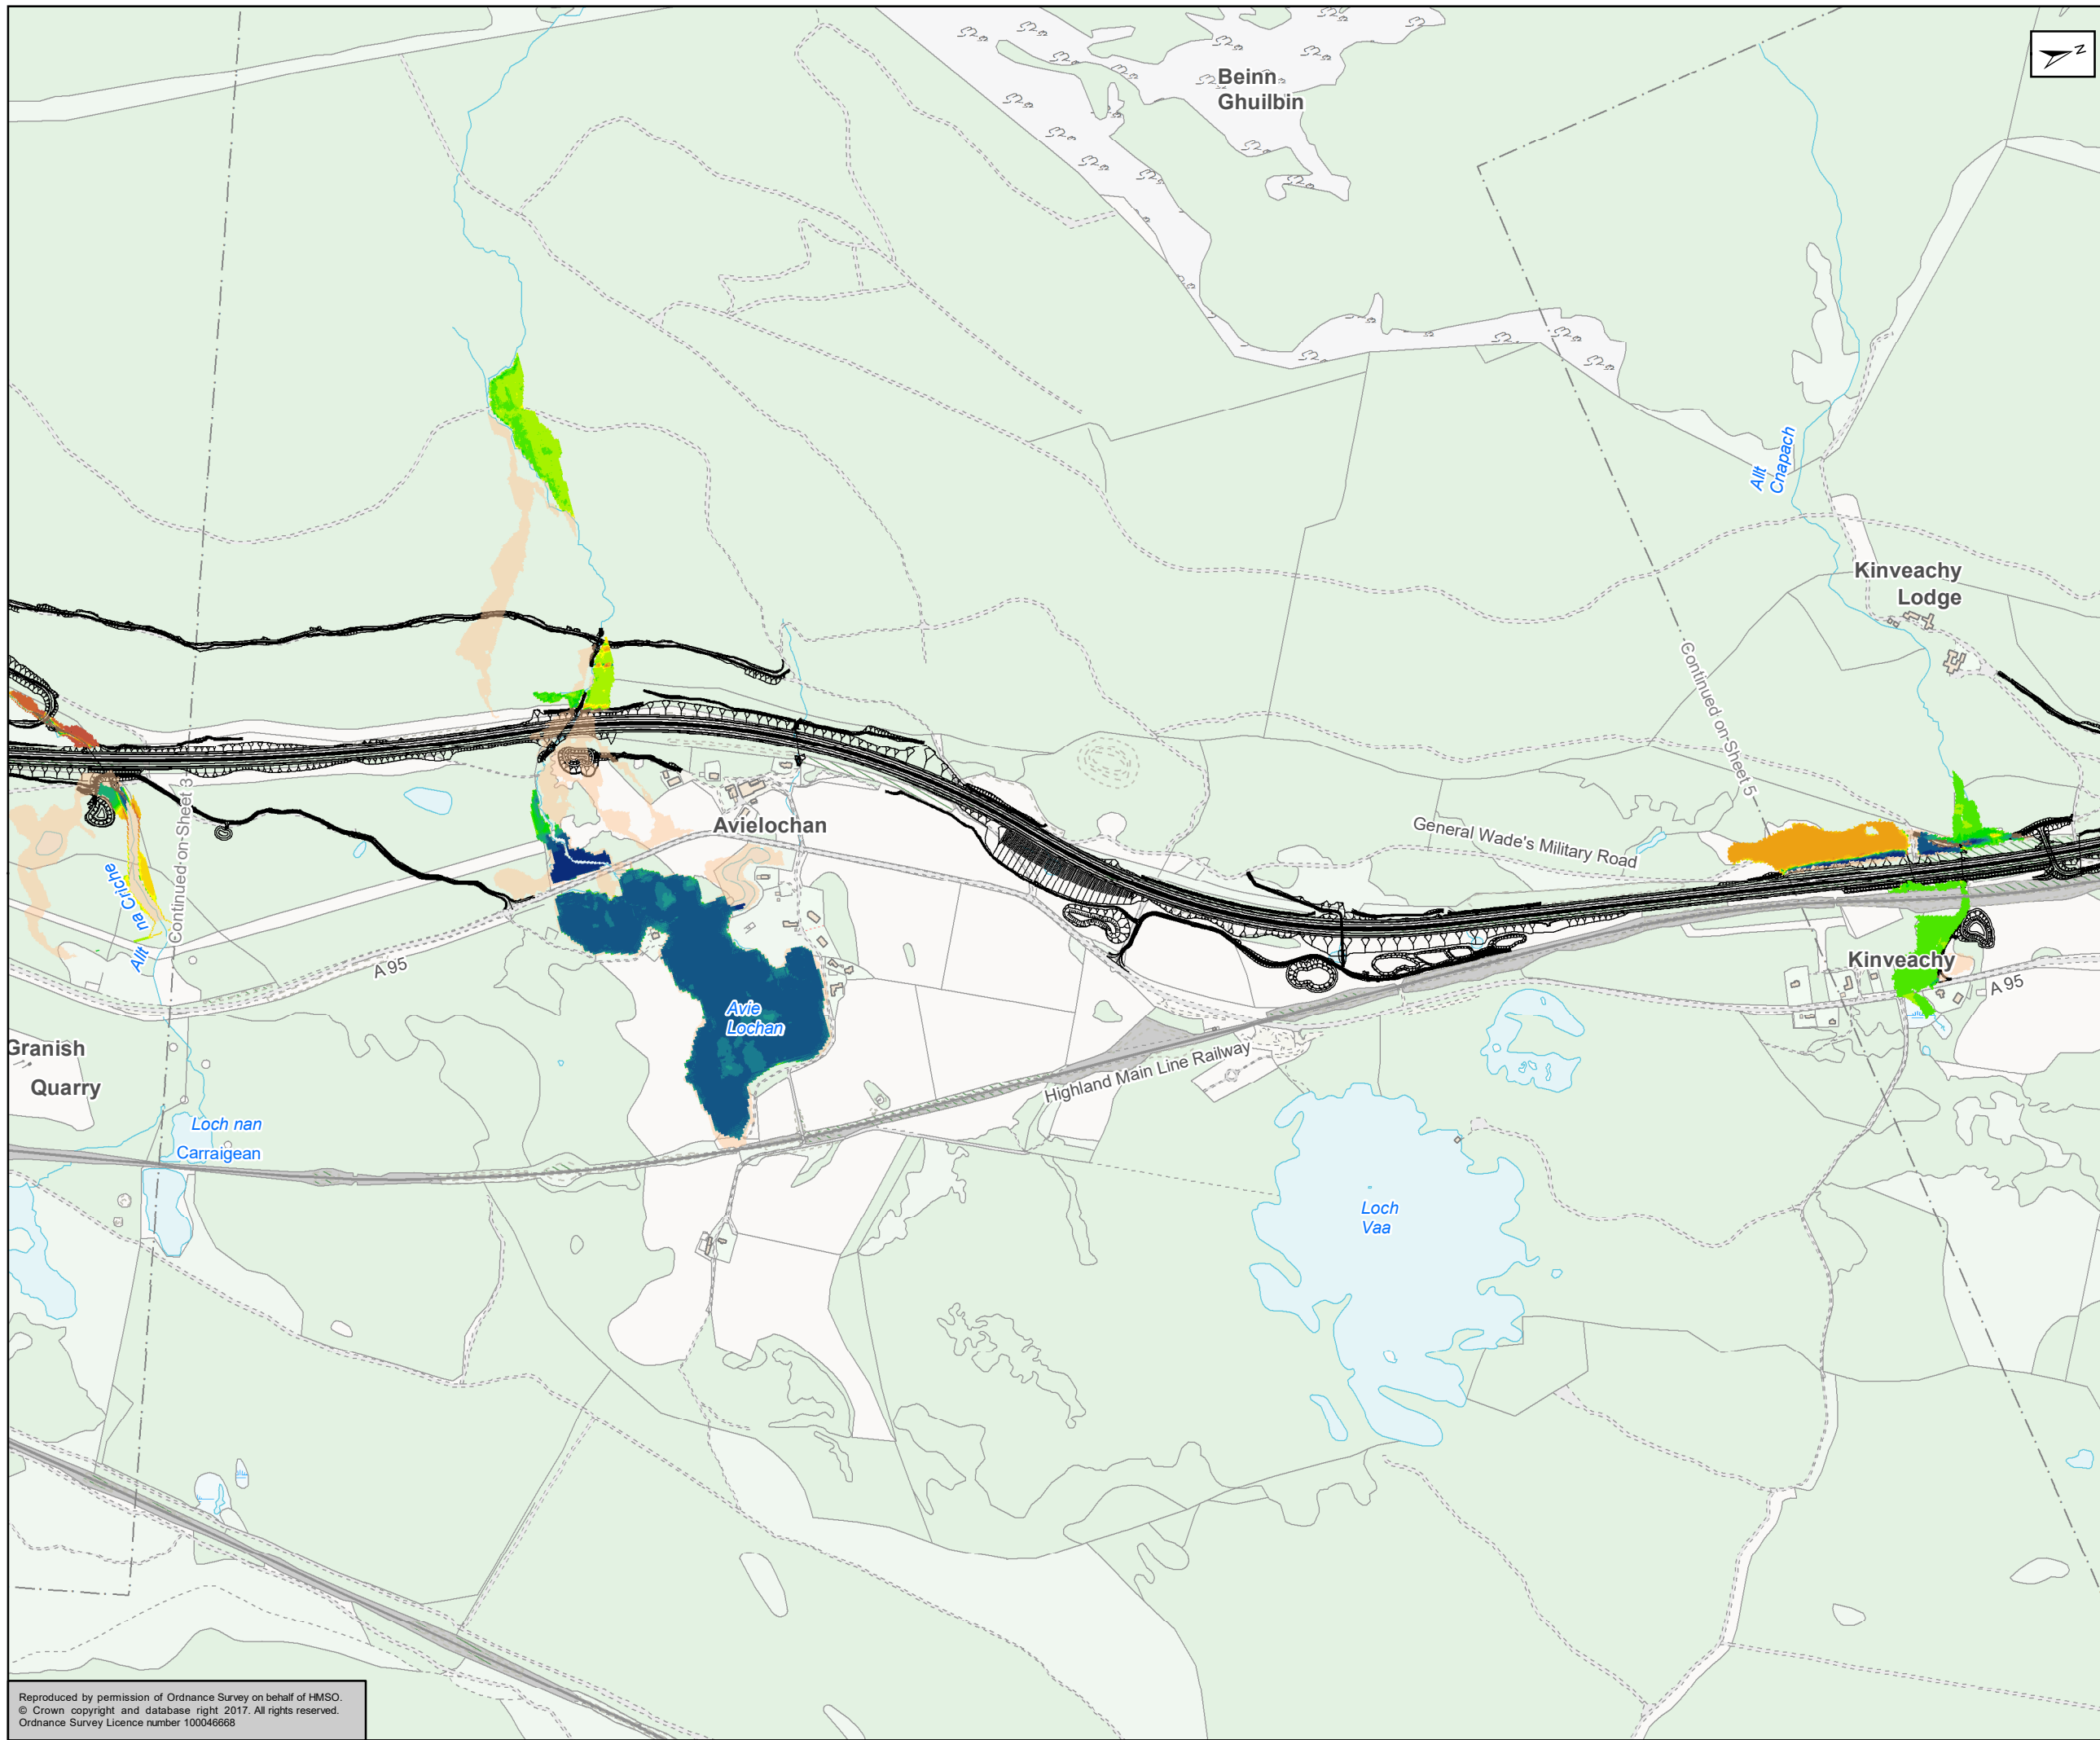 Beinn
Ghuilbin
Z
Allt
Cnapach
Kinveachy
Lodge
Continued on Sheet 5
Continued on Sheet 3
Avielochan
General Wade's Military Road
Allt na Criche
A 95
Kinveachy
A 95
Avie
Lochan
Granish
Quarry
Highland Main Line Railway
Loch nan
Carraigean
Loch
Vaa
Reproduced by permission of Ordnance Survey on behalf of HMSO.
© Crown copyright and database right 2017. All rights reserved.
Ordnance Survey Licence number 100046668